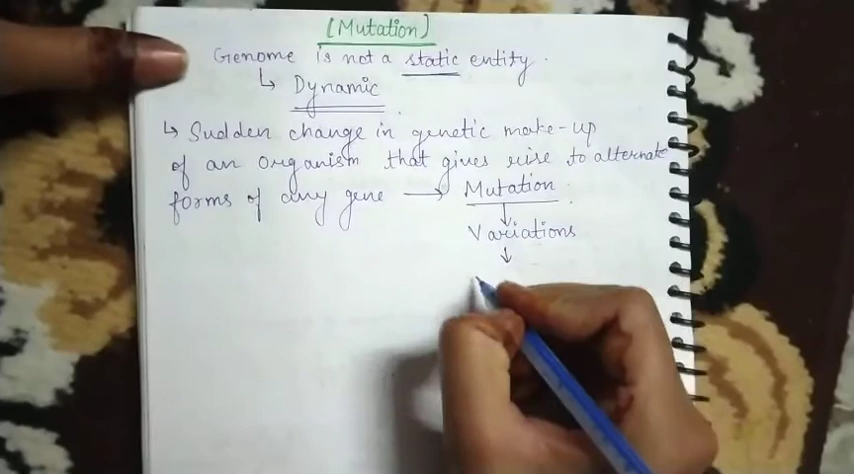 [Mutation]
Genome is not a static entity.
↳ Dynamic.
↳ Sudden change in genetic make-up
of an organism that gives rise to alternate
forms of any gene → Mutation.
↓
Variations
↓